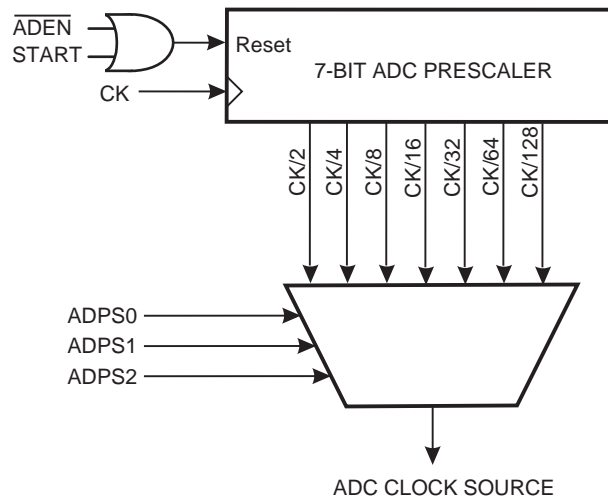 ADEN
START
Reset
7-BIT ADC PRESCALER
CK
CK/2
CK/4
CK/8
CK/16
CK/32
CK/64
CK/128
ADPS0
ADPS1
ADPS2
ADC CLOCK SOURCE